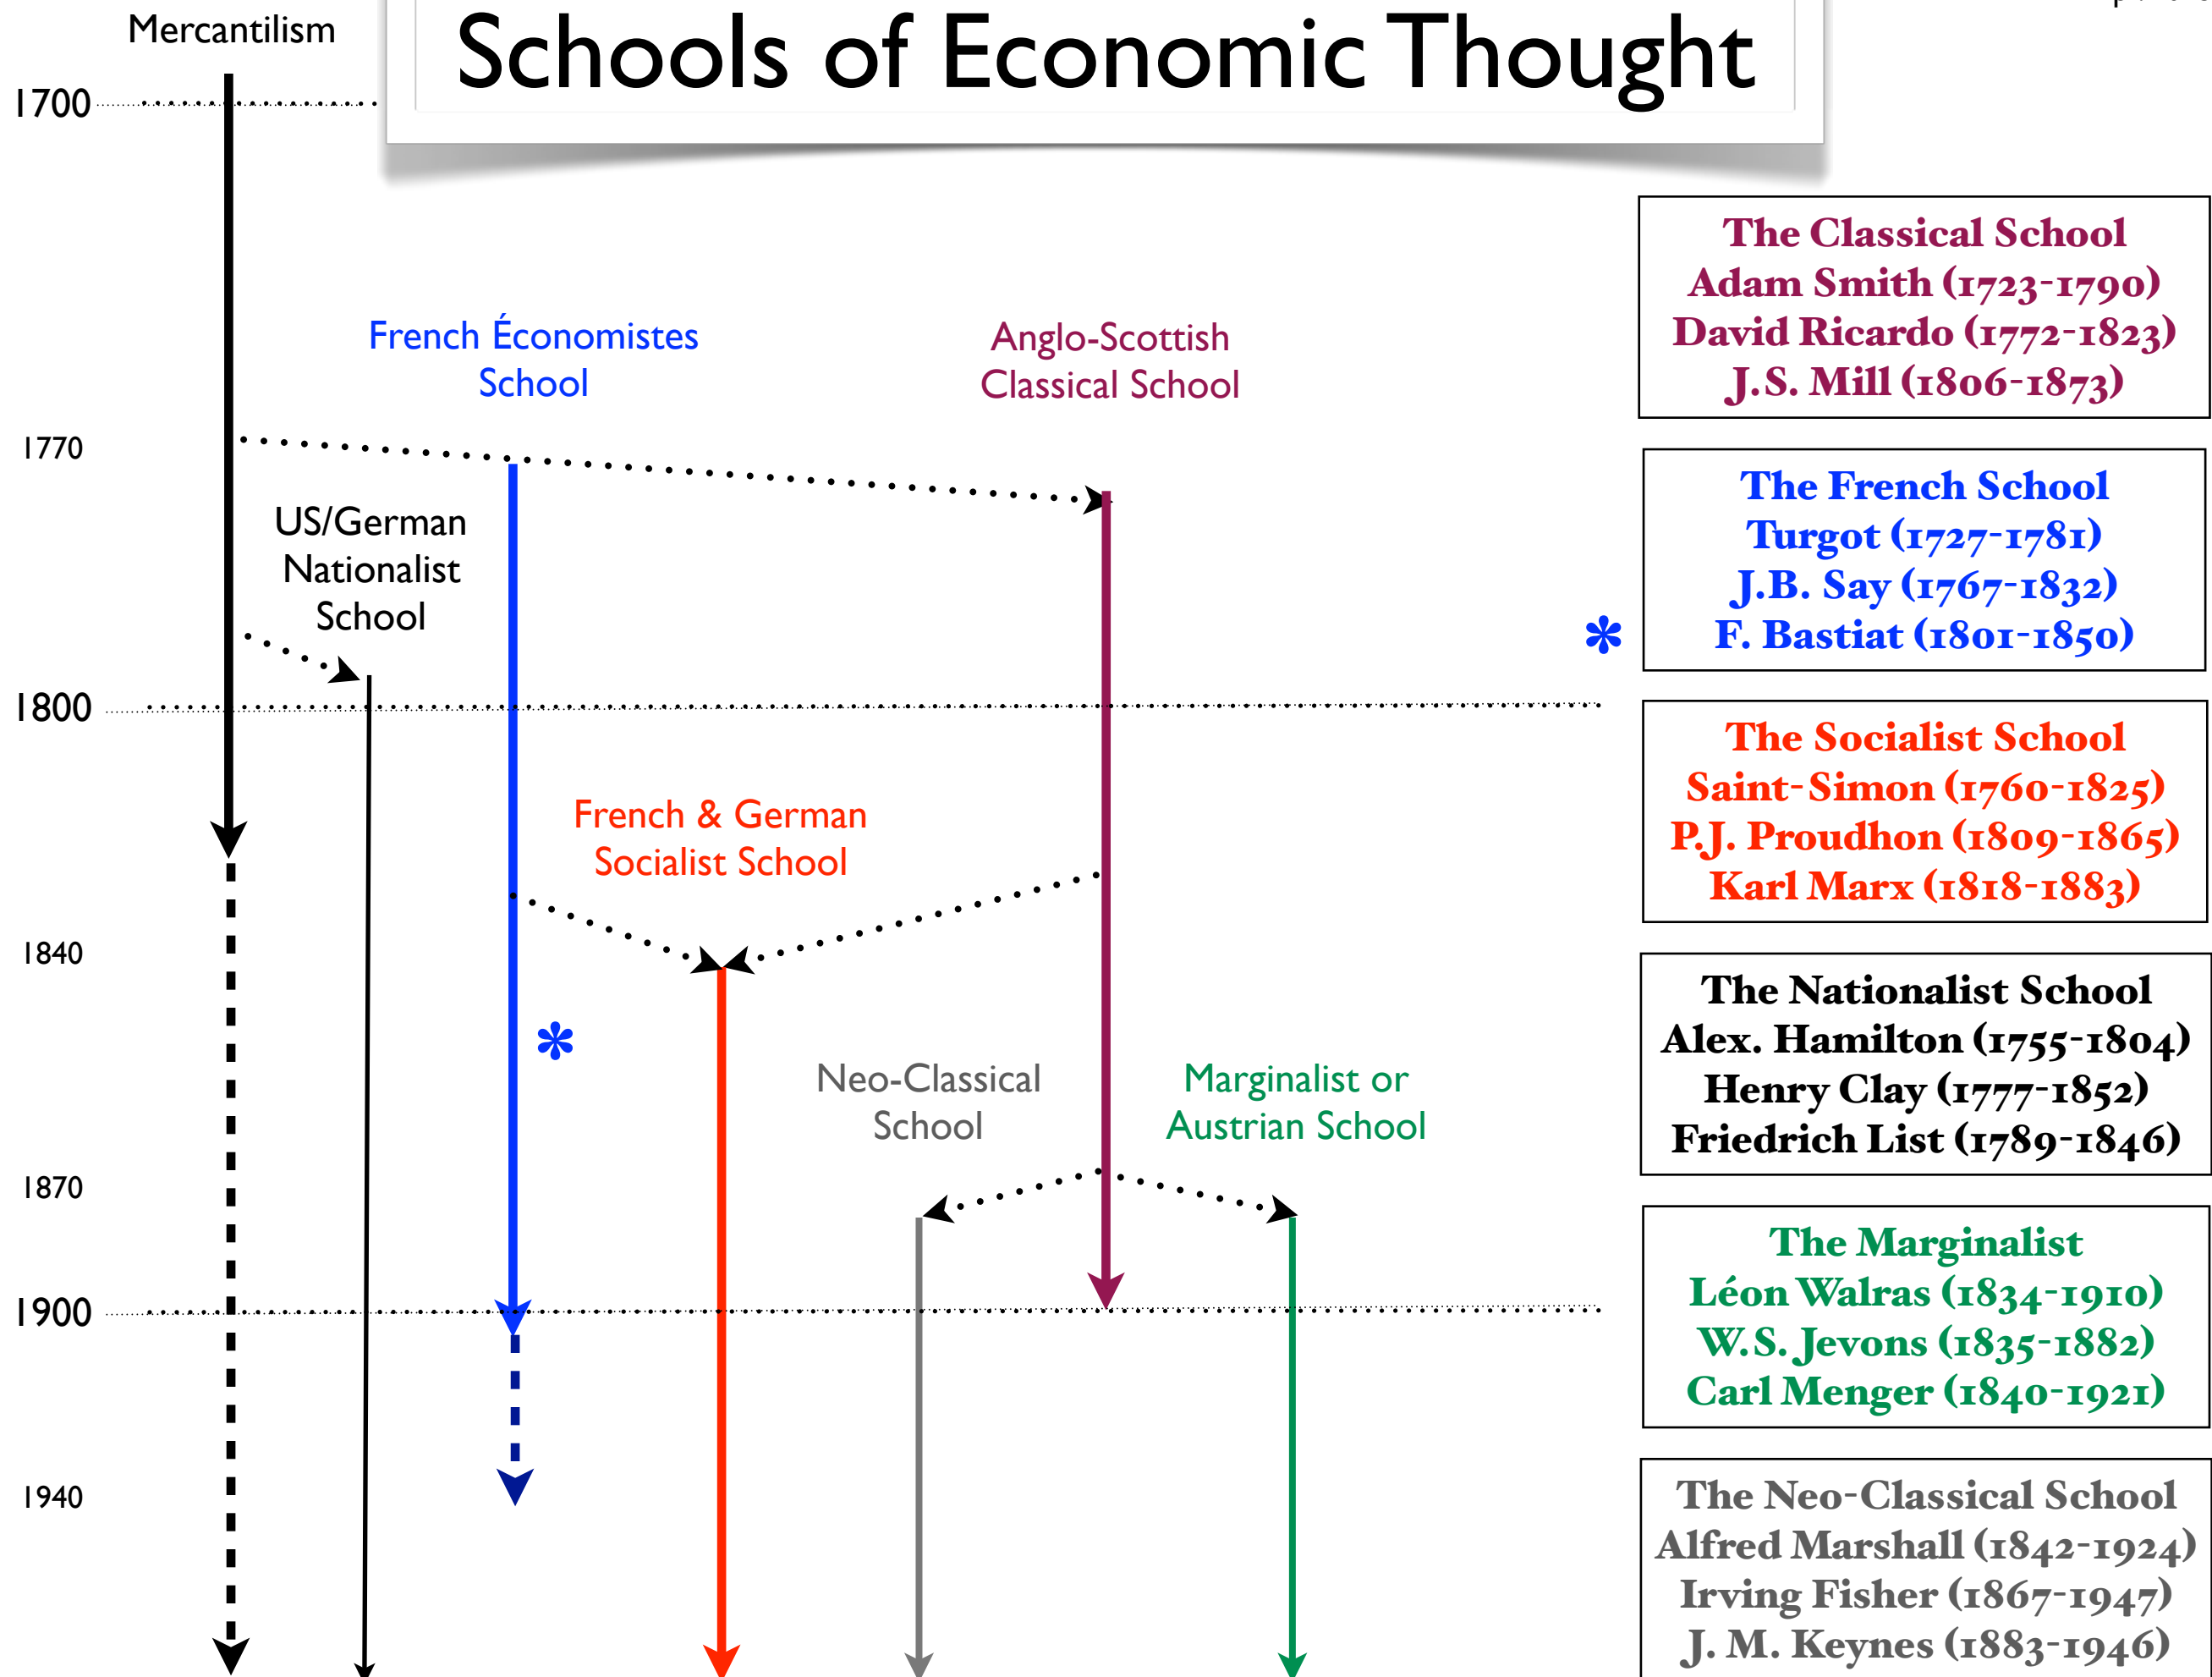 Mercantilism
Schools of Economic Thought
1700
The Classical School
Adam Smith (1723-1790)
David Ricardo (1772-1823)
J.S. Mill (1806-1873)
French Économistes
School
Anglo-Scottish
Classical School
1770
The French School
Turgot (1727-1781)
J.B. Say (1767-1832)
* F. Bastiat (1801-1850)
US/German
Nationalist
School
1800
The Socialist School
Saint-Simon (1760-1825)
P.J. Proudhon (1809-1865)
Karl Marx (1818-1883)
French & German
Socialist School
1840
*
The Nationalist School
Alex. Hamilton (1755-1804)
Henry Clay (1777-1852)
Friedrich List (1789-1846)
Neo-Classical
School
Marginalist or
Austrian School
1870
The Marginalist
Léon Walras (1834-1910)
W.S. Jevons (1835-1882)
Carl Menger (1840-1921)
1900
1940
The Neo-Classical School
Alfred Marshall (1842-1924)
Irving Fisher (1867-1947)
J. M. Keynes (1883-1946)